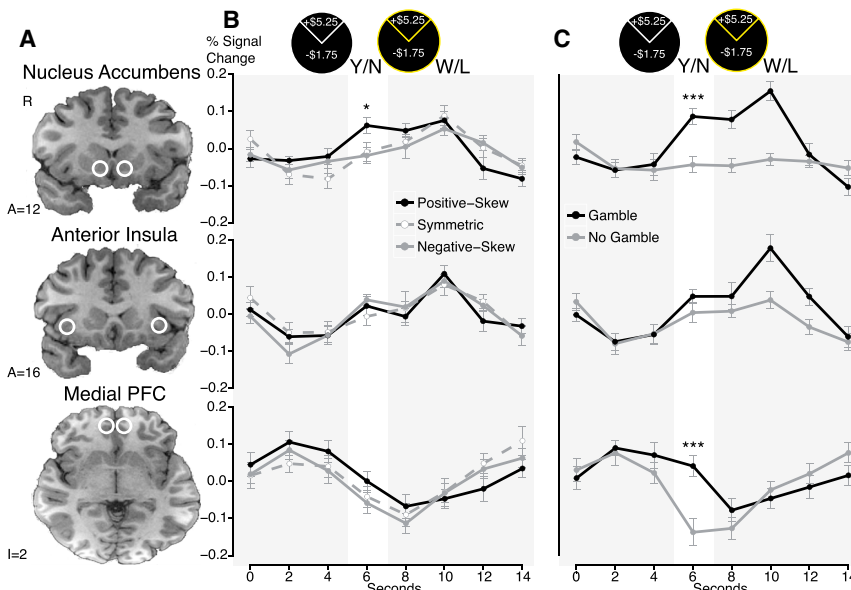 A
B
+$5.25
-$1.75
+$5.25
-$1.75
C
+$5.25
-$1.75
+$5.25
-$1.75
% Signal
Change
Y/N
W/L
Y/N
W/L
Nucleus Accumbens
R
A=12
0.2
0.1
0.0
−0.1
−0.2
*
***
Positive−Skew
Symmetric
Negative−Skew
Gamble
No Gamble
Anterior Insula
A=16
0.2
0.1
0.0
−0.1
−0.2
Medial PFC
I=2
0.2
0.1
0.0
−0.1
−0.2
***
0 2 4 6 8 10 12 14
Seconds
0 2 4 6 8 10 12 14
Seconds